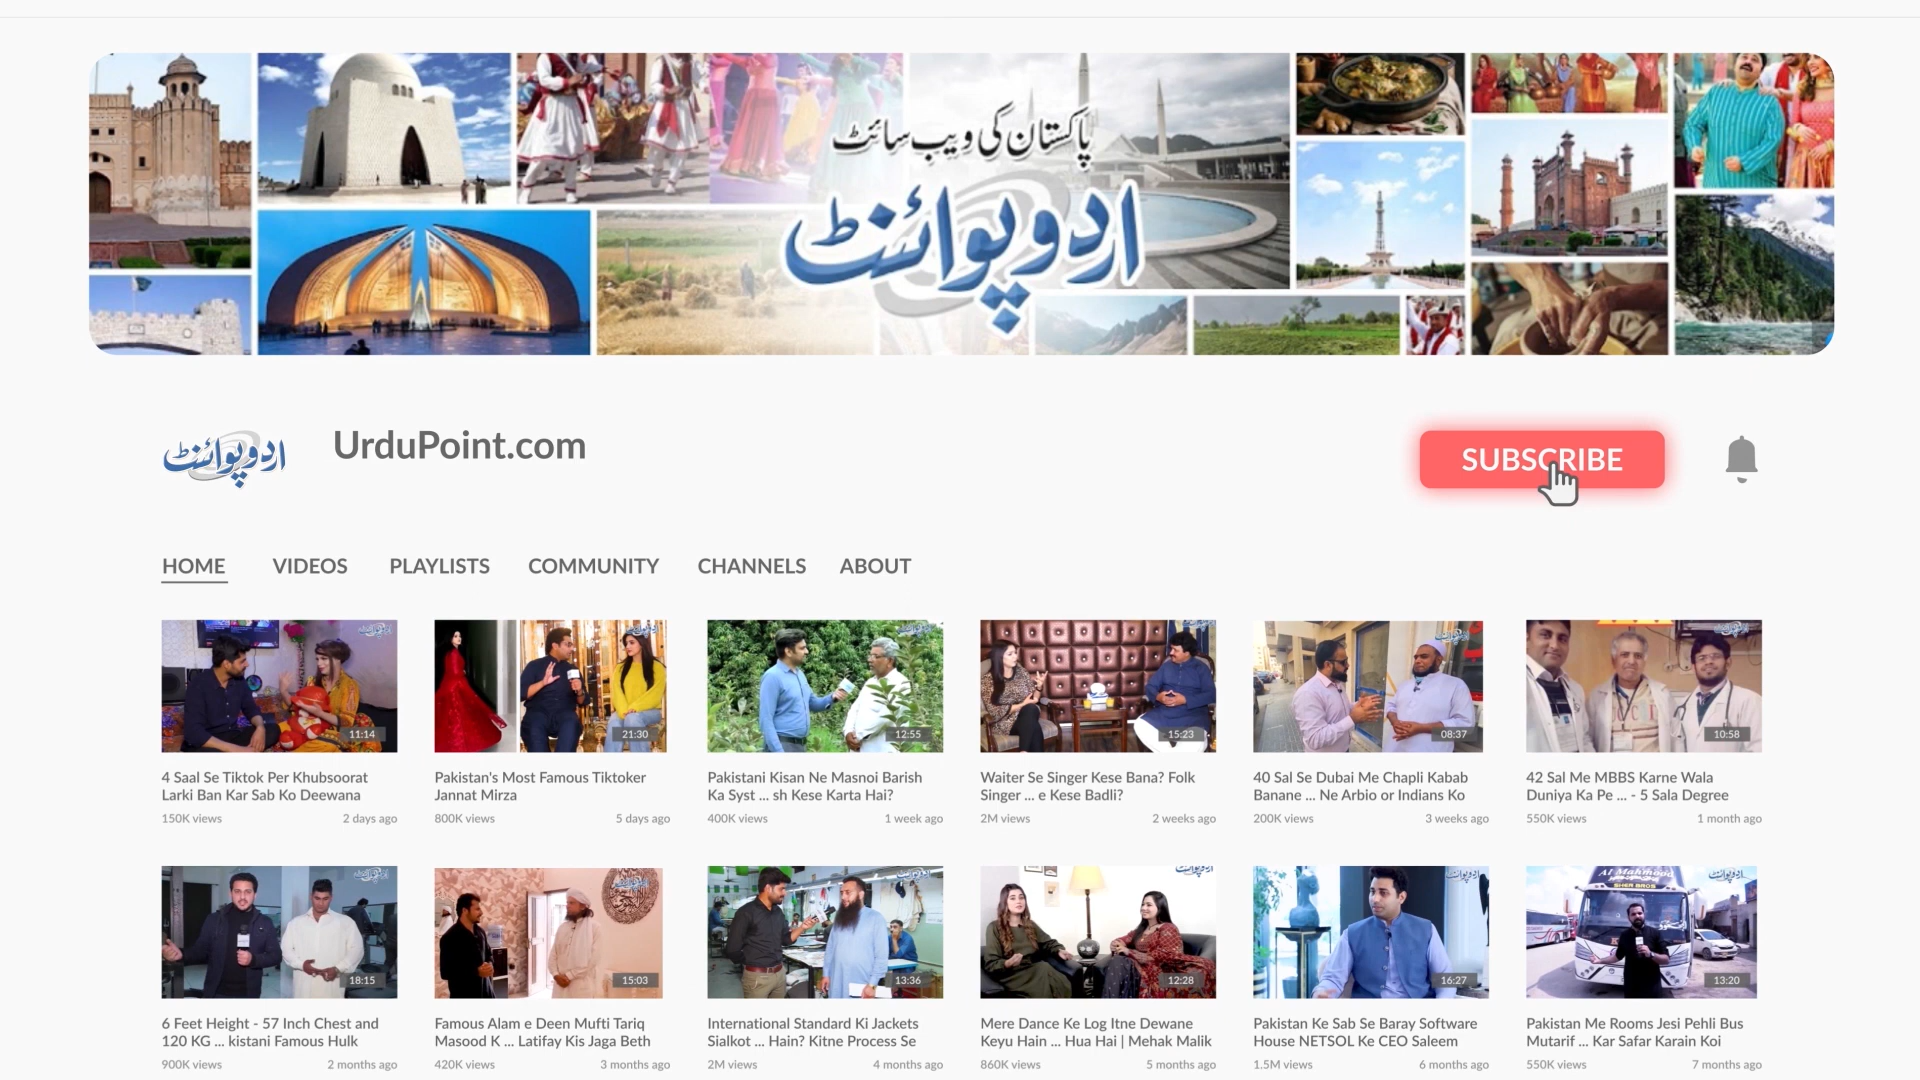 پاکستان کی ویب سائٹ
اردو پوائنٹ
اردو پوائنٹ
UrduPoint.com
SUBSCRIBE
HOME VIDEOS PLAYLISTS COMMUNITY CHANNELS ABOUT
اردو پوائنٹ
11:14
21:30
12:55
15:23
08:37
10:58
4 Saal Se Tiktok Per Khubsoorat
Larki Ban Kar Sab Ko Deewana
150K views 2 days ago
Pakistan's Most Famous Tiktoker
Jannat Mirza
800K views 5 days ago
Pakistani Kisan Ne Masnoi Barish
Ka Syst ... sh Kese Karta Hai?
400K views 1 week ago
Waiter Se Singer Kese Bana? Folk
Singer ... e Kese Badli?
2M views 2 weeks ago
40 Sal Se Dubai Me Chapli Kabab
Banane ... Ne Arbio or Indians Ko
200K views 3 weeks ago
42 Sal Me MBBS Karne Wala
Duniya Ka Pe ... - 5 Sala Degree
550K views 1 month ago
18:15
15:03
13:36
12:28
16:27
Al Mahmood
SHER BROS
13:20
6 Feet Height - 57 Inch Chest and
120 KG ... kistani Famous Hulk
900K views 2 months ago
Famous Alam e Deen Mufti Tariq
Masood K ... Latifay Kis Jaga Beth
420K views 3 months ago
International Standard Ki Jackets
Sialkot ... Hain? Kitne Process Se
2M views 4 months ago
Mere Dance Ke Log Itne Dewane
Keyu Hain ... Hua Hai | Mehak Malik
860K views 5 months ago
Pakistan Ke Sab Se Baray Software
House NETSOL Ke CEO Saleem
1.5M views 6 months ago
Pakistan Me Rooms Jesi Pehli Bus
Mutarif ... Kar Safar Karain Koi
550K views 7 months ago